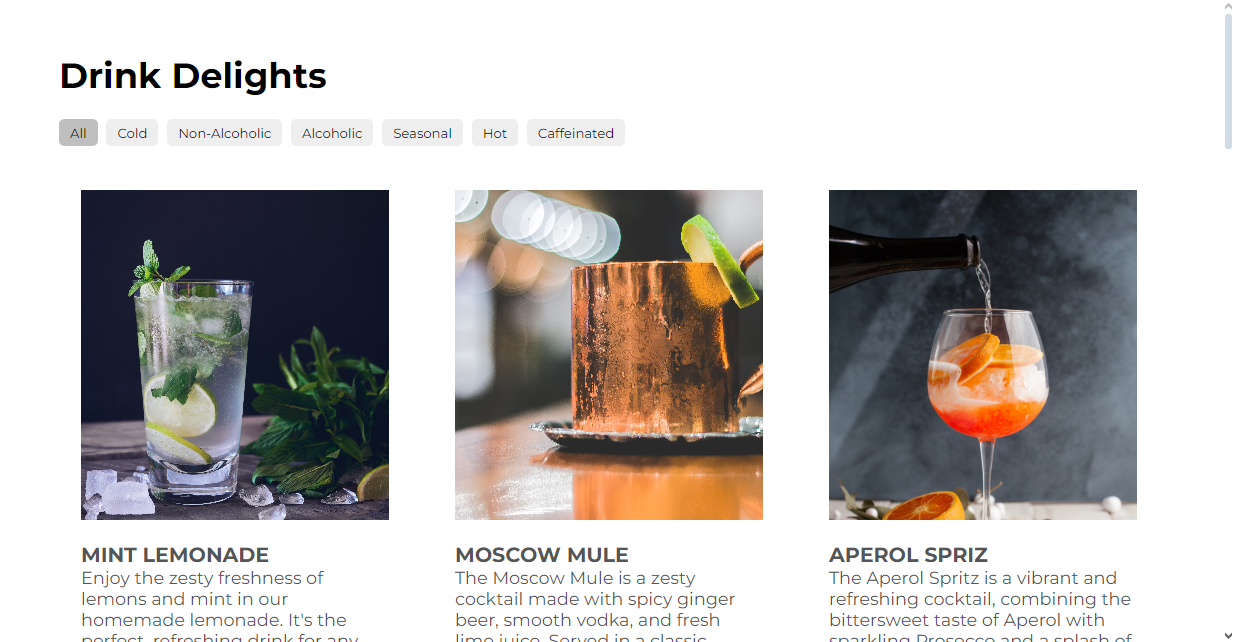 Drink Delights
All Cold Non-Alcoholic Alcoholic Seasonal Hot Caffeinated
MINT LEMONADE
Enjoy the zesty freshness of
lemons and mint in our
homemade lemonade. It's the
perfect, refreshing drink for any
MOSCOW MULE
The Moscow Mule is a zesty
cocktail made with spicy ginger
beer, smooth vodka, and fresh
lime juice. Served in a classic
APEROL SPRIZ
The Aperol Spritz is a vibrant and
refreshing cocktail, combining the
bittersweet taste of Aperol with
sparkling Prosecco and a splash of